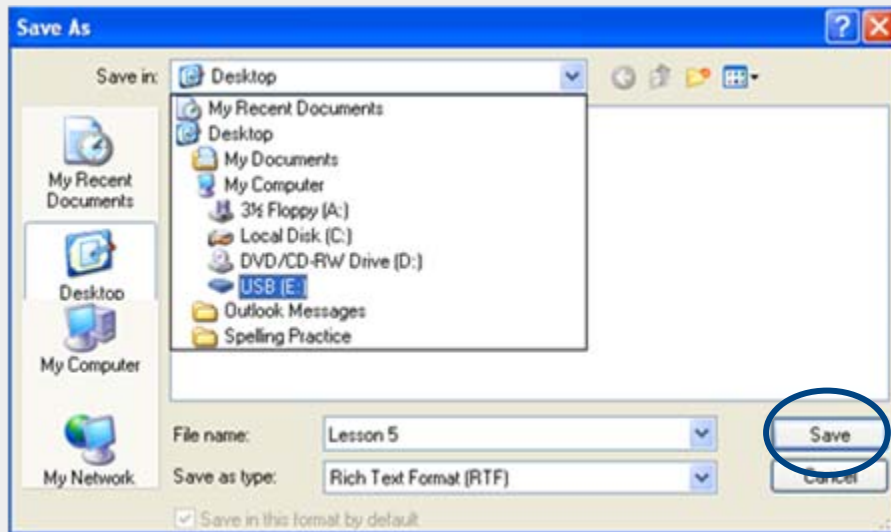 Save As
Save in: Desktop
My Recent Documents
Desktop
My Documents
My Computer
3½ Floppy (A:)
Local Disk (C:)
DVD/CD-RW Drive (D:)
USB (E:)
Outlook Messages
Spelling Practice
My Recent
Documents
Desktop
My Computer
My Network
File name: Lesson 5 Save
Save as type: Rich Text Format (RTF) Cancel
Save in this format by default